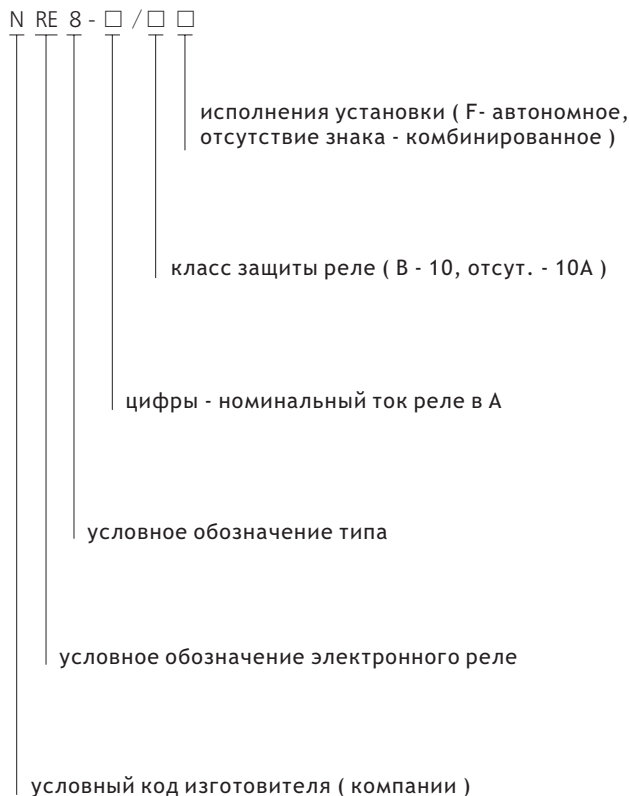 N RE 8 - □ / □ □
исполнения установки ( F- автономное,
отсутствие знака - комбинированное )
класс защиты реле ( B - 10, отсут. - 10A )
цифры - номинальный ток реле в А
условное обозначение типа
условное обозначение электронного реле
условный код изготовителя ( компании )